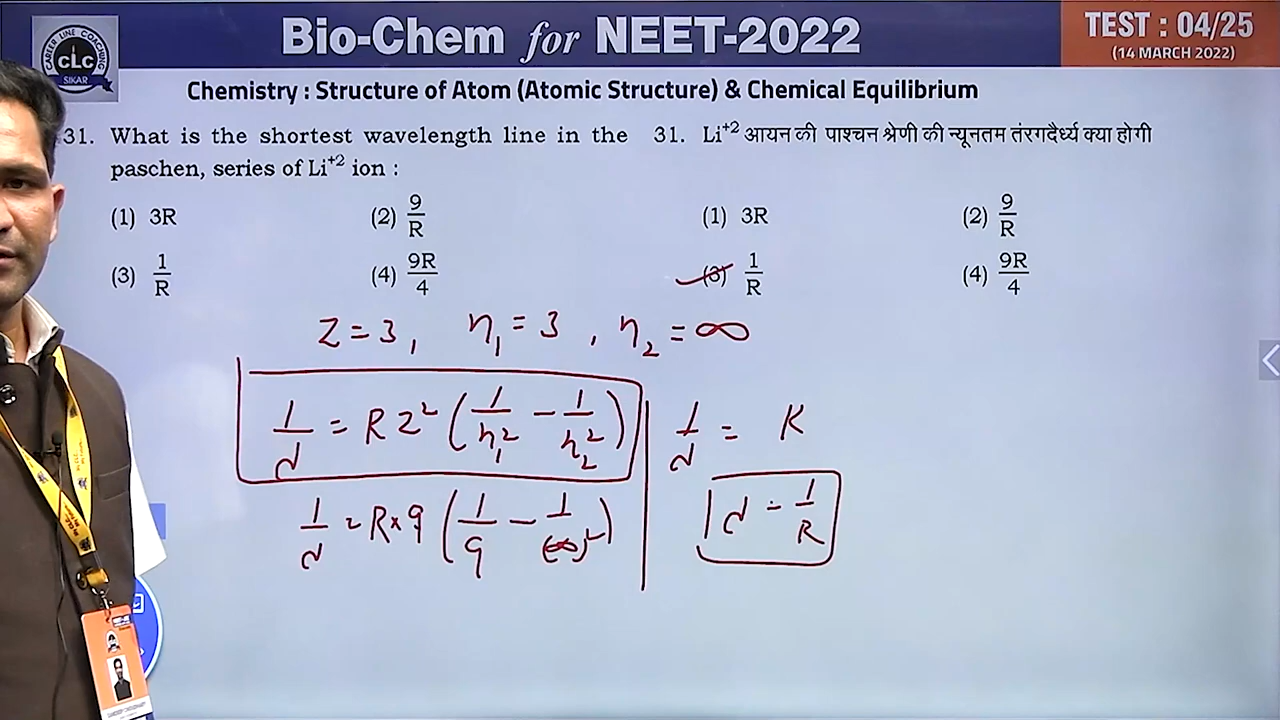 CAREER LINE COACHING
CLC
SIKAR
Bio-Chem for NEET-2022
TEST : 04/25
(14 MARCH 2022)
Chemistry : Structure of Atom (Atomic Structure) & Chemical Equilibrium
31. What is the shortest wavelength line in the
paschen, series of Li⁺² ion :
(1) 3R (2) 9/R
(3) 1/R (4) 9R/4
31. Li⁺² आयन की पाश्चन श्रेणी की न्यूनतम तंरगदैर्ध्य क्या होगी
(1) 3R (2) 9/R
(3) 1/R (4) 9R/4
Z = 3, n₁ = 3, n₂ = ∞
1/λ = R Z² (1/n₁² − 1/n₂²)
1/λ = R×9 (1/9 − 1/(∞)²)
1/λ = R
λ = 1/R